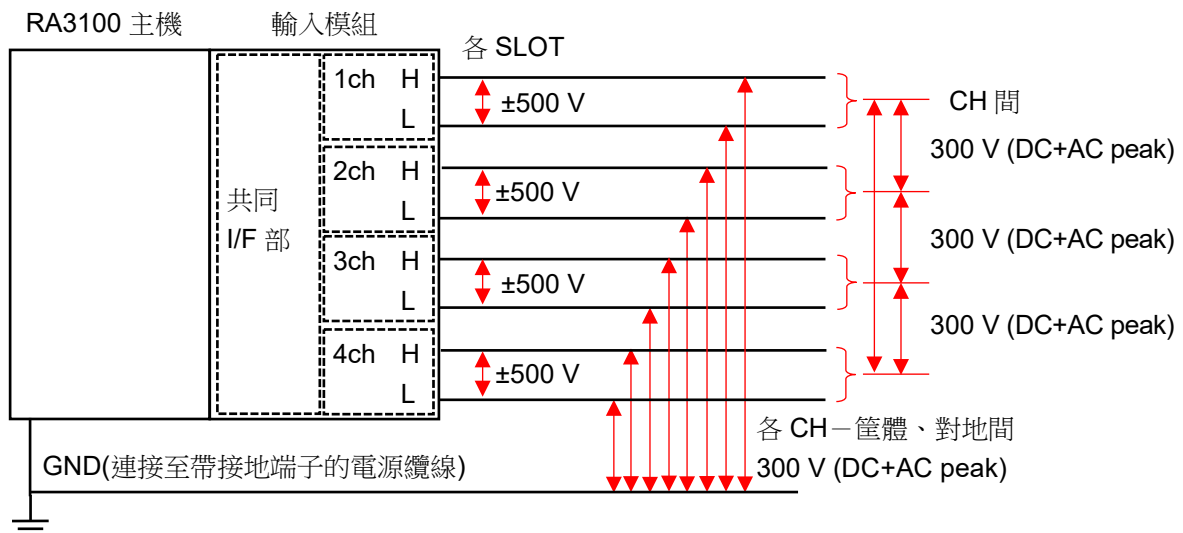 RA3100 主機
輸入模組
各 SLOT
共同
I/F 部
1ch H
L
±500 V
2ch H
L
±500 V
3ch H
L
±500 V
4ch H
L
±500 V
CH 間
300 V (DC+AC peak)
300 V (DC+AC peak)
300 V (DC+AC peak)
各 CH－筐體、對地間
300 V (DC+AC peak)
GND(連接至帶接地端子的電源纜線)